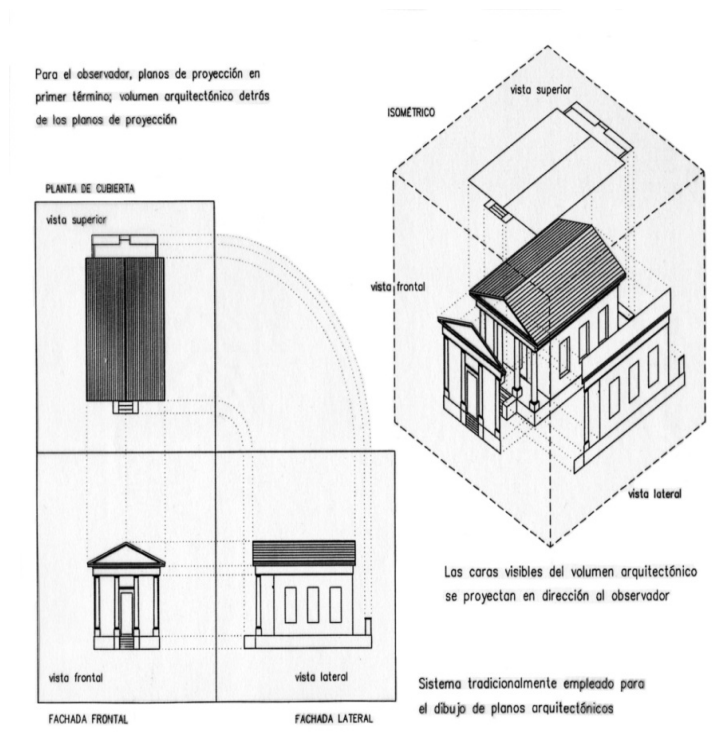 Para el observador, planos de proyección en
primer término; volumen arquitectónico detrás
de los planos de proyección
ISOMÉTRICO
vista superior
PLANTA DE CUBIERTA
vista superior
vista frontal
vista lateral
Las caras visibles del volumen arquitectónico
se proyectan en dirección al observador
vista frontal
vista lateral
FACHADA FRONTAL
FACHADA LATERAL
Sistema tradicionalmente empleado para
el dibujo de planos arquitectónicos